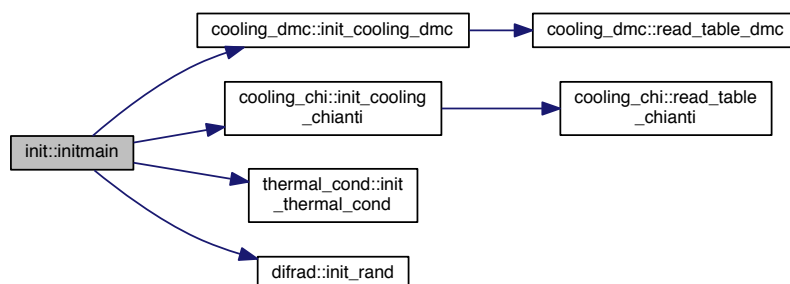 cooling_dmc::init_cooling_dmc
cooling_dmc::read_table_dmc
cooling_chi::init_cooling
_chianti
cooling_chi::read_table
_chianti
init::initmain
thermal_cond::init
_thermal_cond
difrad::init_rand